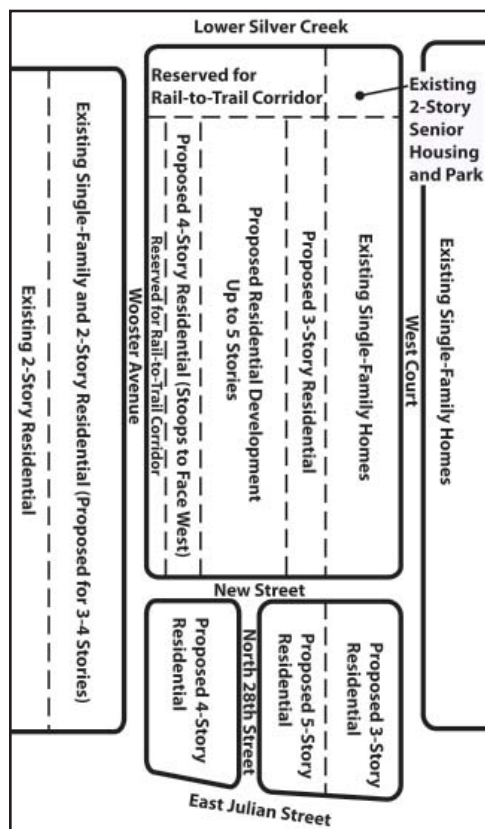 Lower Silver Creek
Reserved for
Rail-to-Trail Corridor
Existing
2-Story
Senior
Housing
and Park
Existing 2-Story Residential
Existing Single-Family and 2-Story Residential (Proposed for 3-4 Stories)
Wooster Avenue
Reserved for Rail-to-Trail Corridor
Proposed 4-Story Residential (Stoops to Face West)
Proposed Residential Development
Up to 5 Stories
Proposed 3-Story Residential
Existing Single-Family Homes
West Court
Existing Single-Family Homes
New Street
Proposed 4-Story
Residential
North 28th Street
Proposed 5-Story
Residential
Proposed 3-Story
Residential
East Julian Street